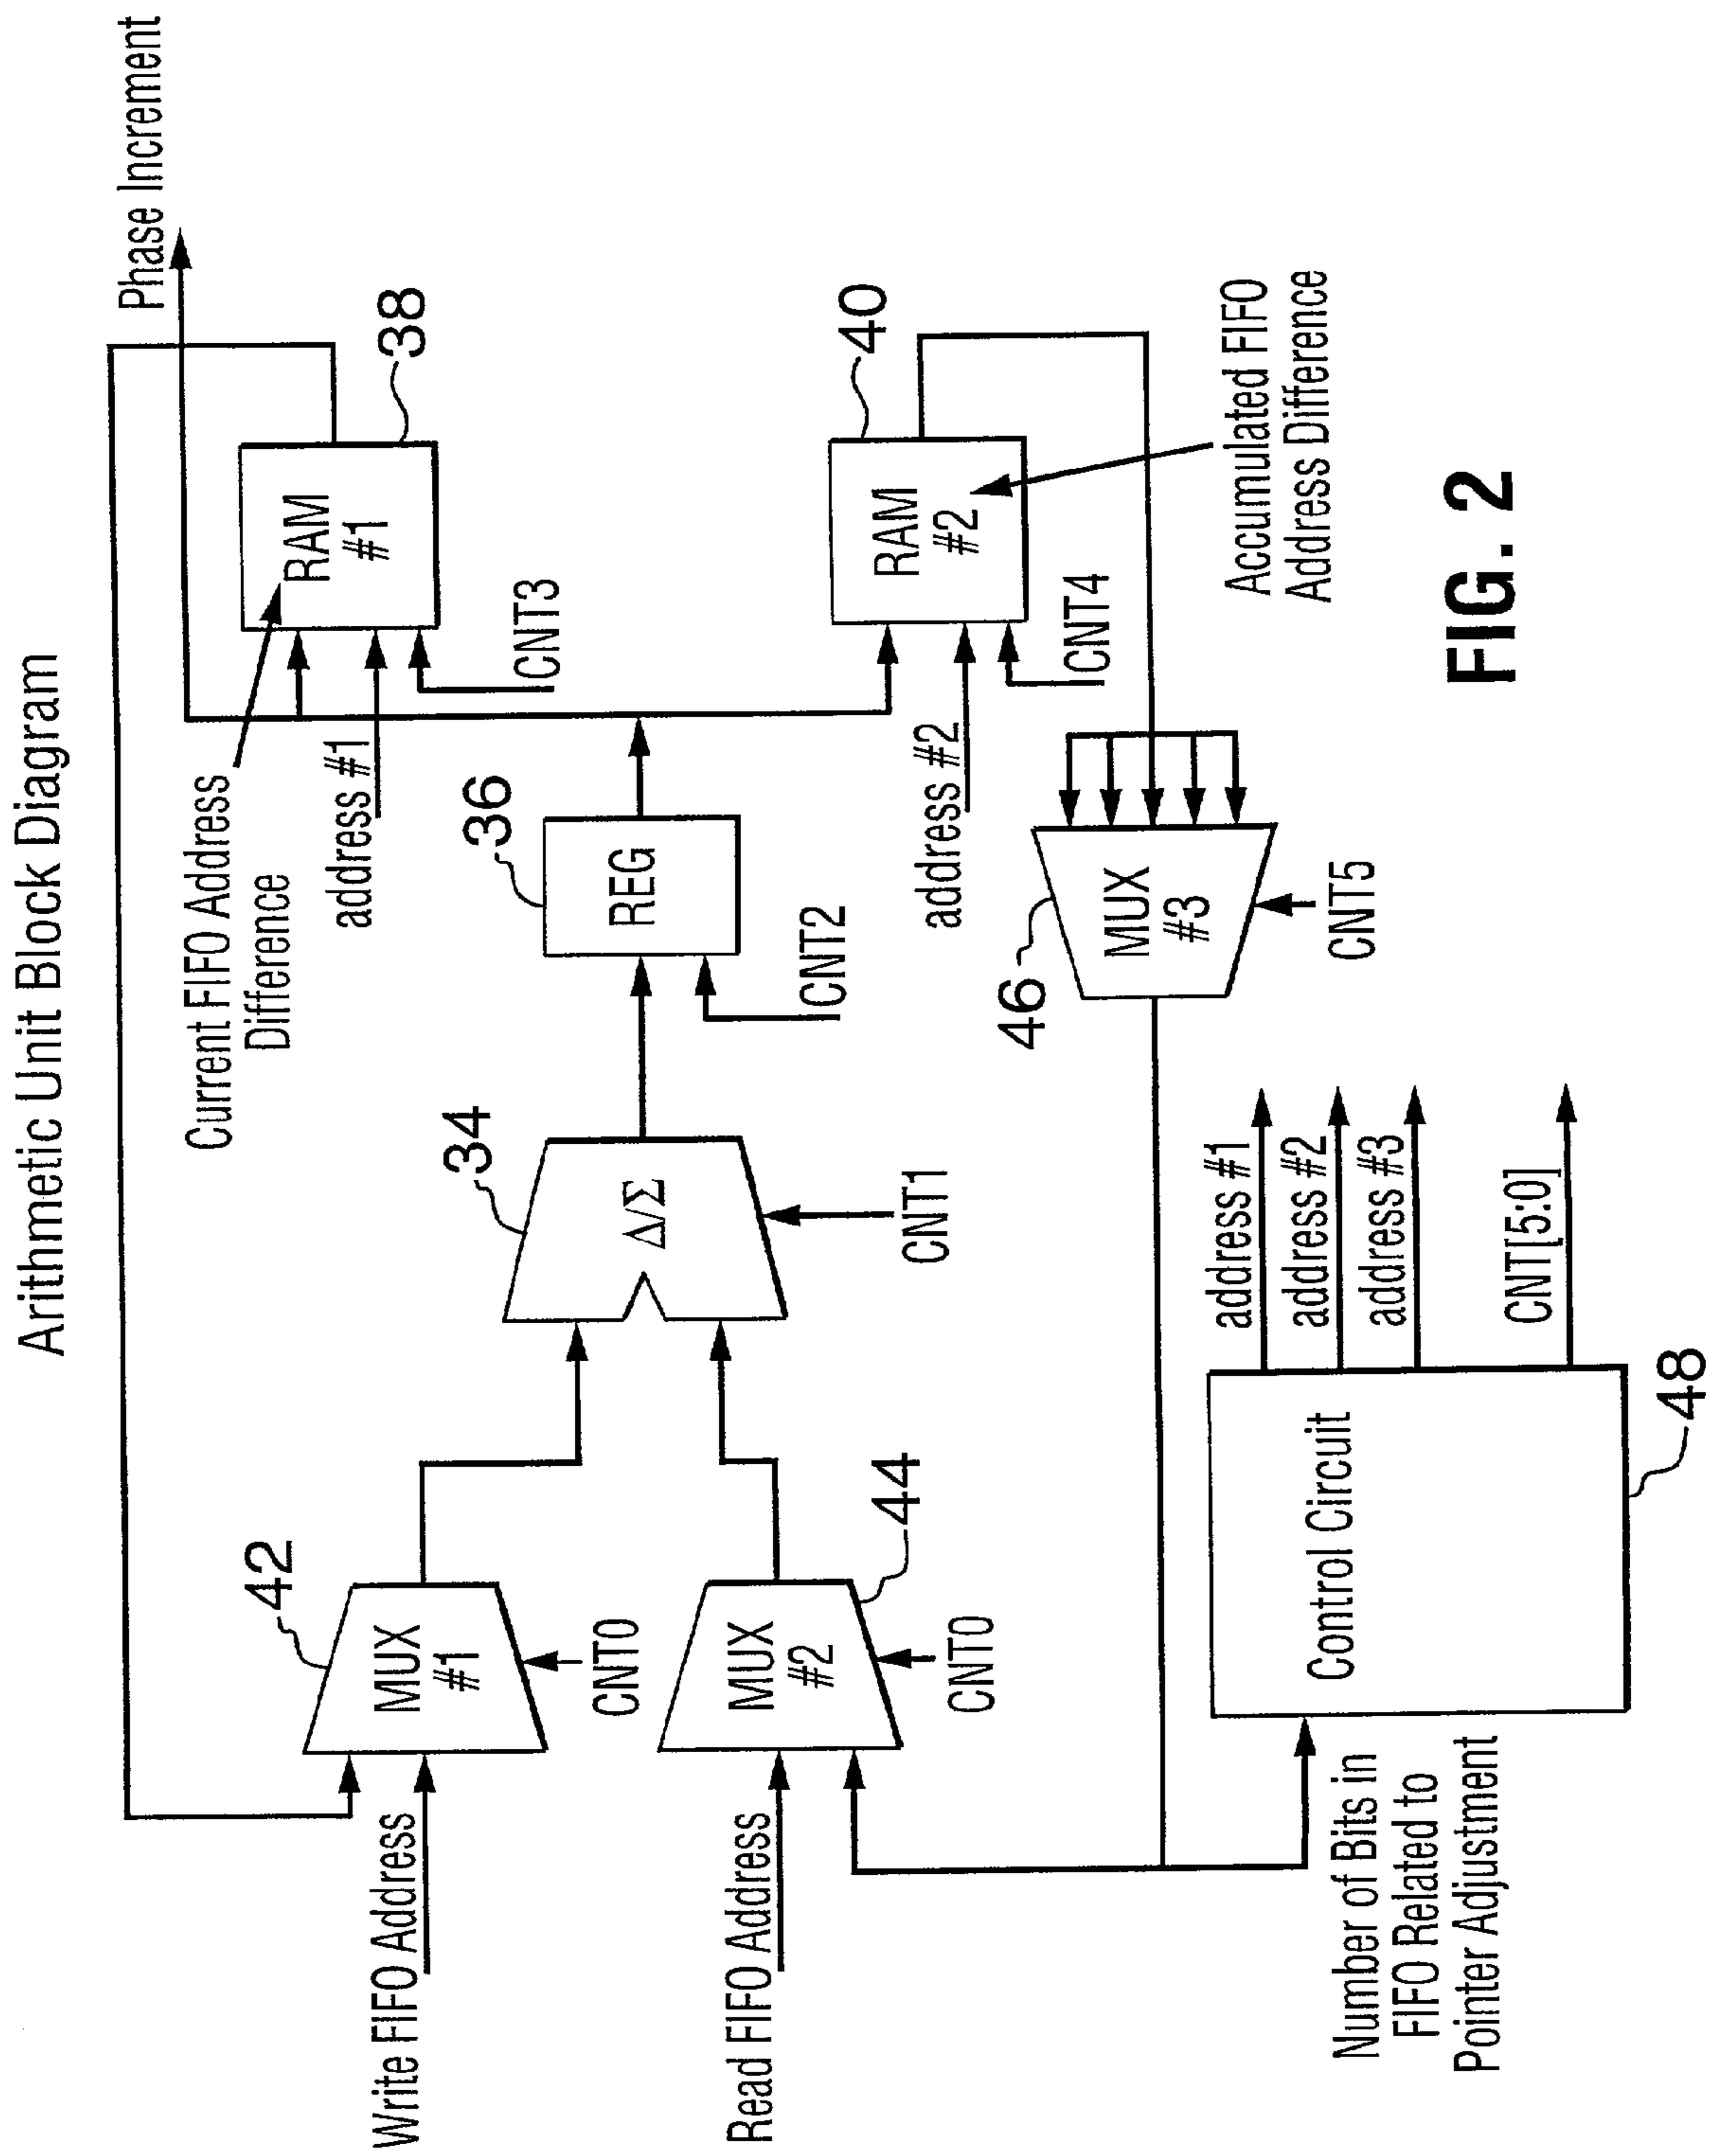 Arithmetic Unit Block Diagram
Phase Increment
Current FIFO Address
Difference
RAM
#1
38
address #1
CNT3
42
MUX
#1
CNT0
Write FIFO Address
34
Δ/Σ
CNT1
36
REG
CNT2
Read FIFO Address
MUX
#2
44
CNT0
RAM
#2
40
address #2
CNT4
Accumulated FIFO
Address Difference
46
MUX
#3
CNT5
Number of Bits in
FIFO Related to
Pointer Adjustment
Control Circuit
48
address #1
address #2
address #3
CNT[5:0]
FIG. 2